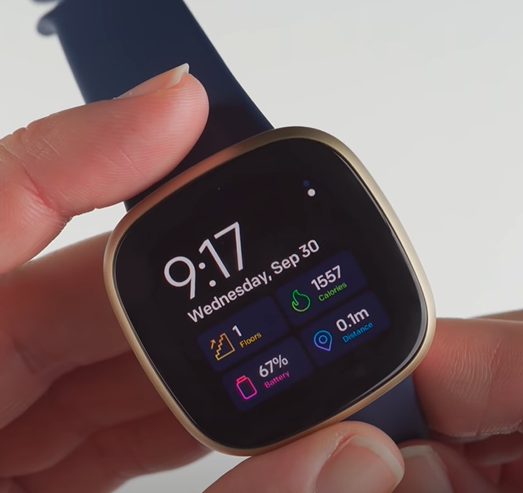 9:17
Wednesday, Sep 30
1
Floors
1557
Calories
67%
Battery
0.1m
Distance